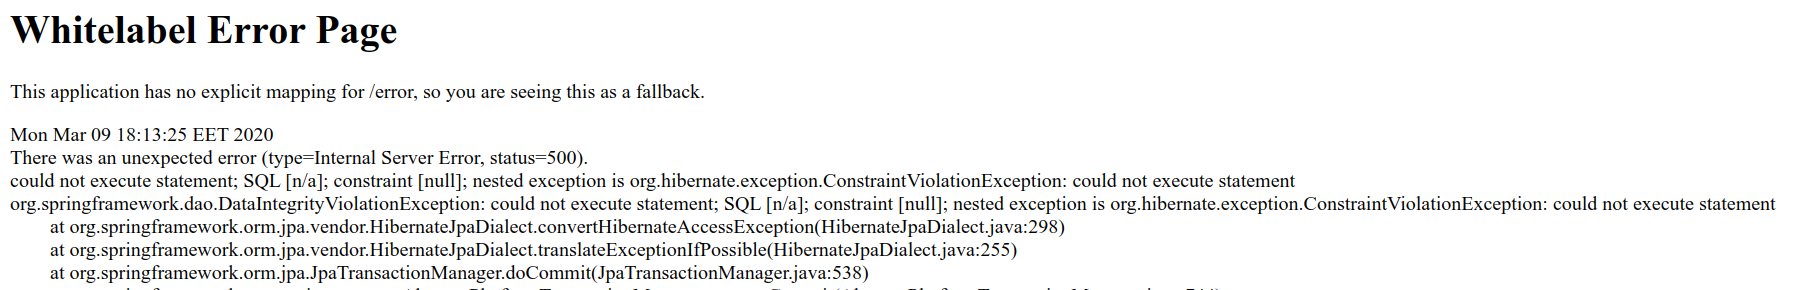 Whitelabel Error Page
This application has no explicit mapping for /error, so you are seeing this as a fallback.
Mon Mar 09 18:13:25 EET 2020
There was an unexpected error (type=Internal Server Error, status=500).
could not execute statement; SQL [n/a]; constraint [null]; nested exception is org.hibernate.exception.ConstraintViolationException: could not execute statement
org.springframework.dao.DataIntegrityViolationException: could not execute statement; SQL [n/a]; constraint [null]; nested exception is org.hibernate.exception.ConstraintViolationException: could not execute statement
at org.springframework.orm.jpa.vendor.HibernateJpaDialect.convertHibernateAccessException(HibernateJpaDialect.java:298)
at org.springframework.orm.jpa.vendor.HibernateJpaDialect.translateExceptionIfPossible(HibernateJpaDialect.java:255)
at org.springframework.orm.jpa.JpaTransactionManager.doCommit(JpaTransactionManager.java:538)